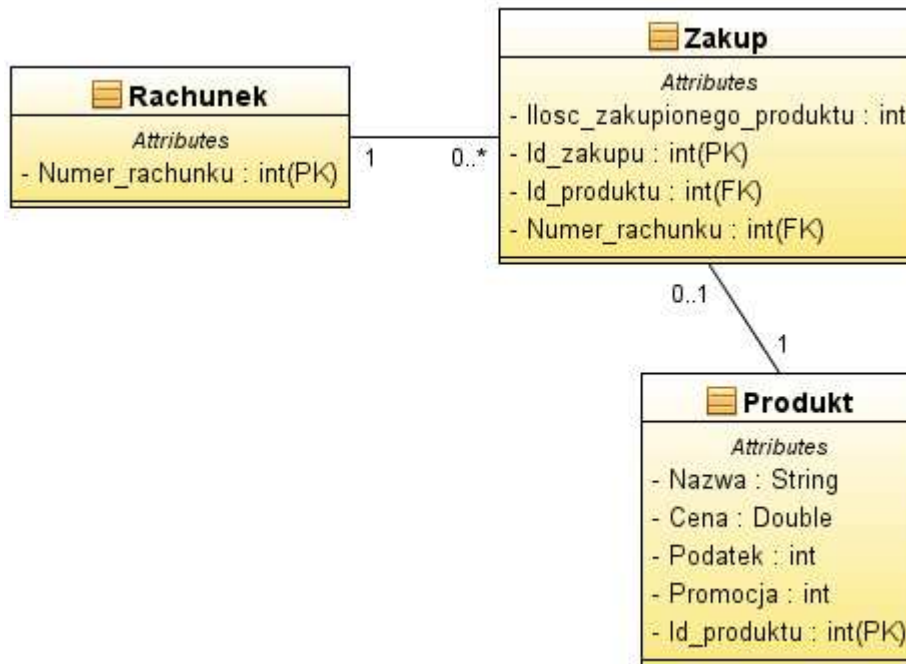 Rachunek
Attributes
- Numer_rachunku : int(PK)
1
0..*
Zakup
Attributes
- Ilosc_zakupionego_produktu : int
- Id_zakupu : int(PK)
- Id_produktu : int(FK)
- Numer_rachunku : int(FK)
0..1
1
Produkt
Attributes
- Nazwa : String
- Cena : Double
- Podatek : int
- Promocja : int
- Id_produktu : int(PK)